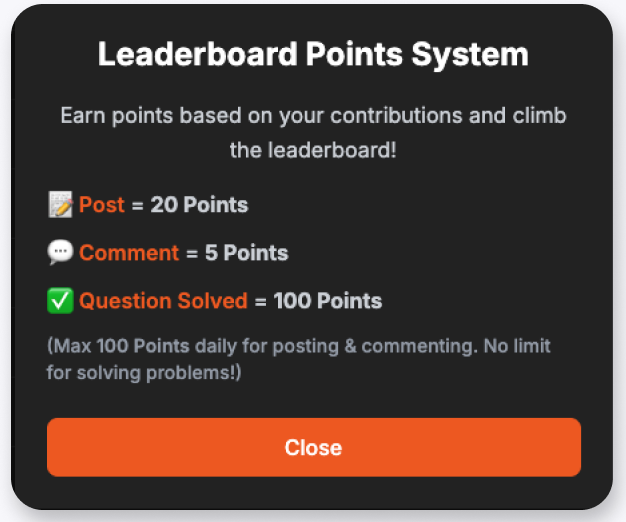 Leaderboard Points System
Earn points based on your contributions and climb
the leaderboard!
📝 Post = 20 Points
💬 Comment = 5 Points
✅ Question Solved = 100 Points
(Max 100 Points daily for posting & commenting. No limit
for solving problems!)
Close